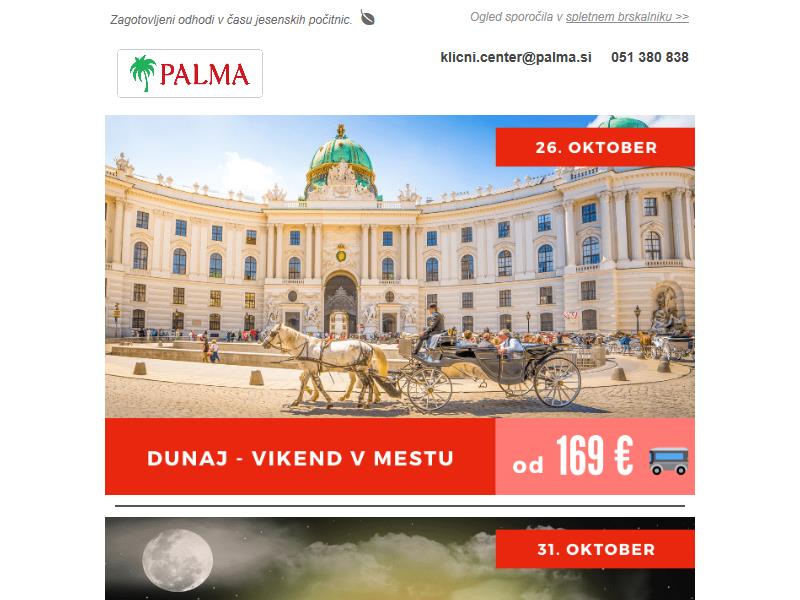 Zagotovljeni odhodi v času jesenskih počitnic.
Ogled sporočila v spletnem brskalniku >>
PALMA
klicni.center@palma.si 051 380 838
26. OKTOBER
DUNAJ - VIKEND V MESTU
od 169 €
31. OKTOBER